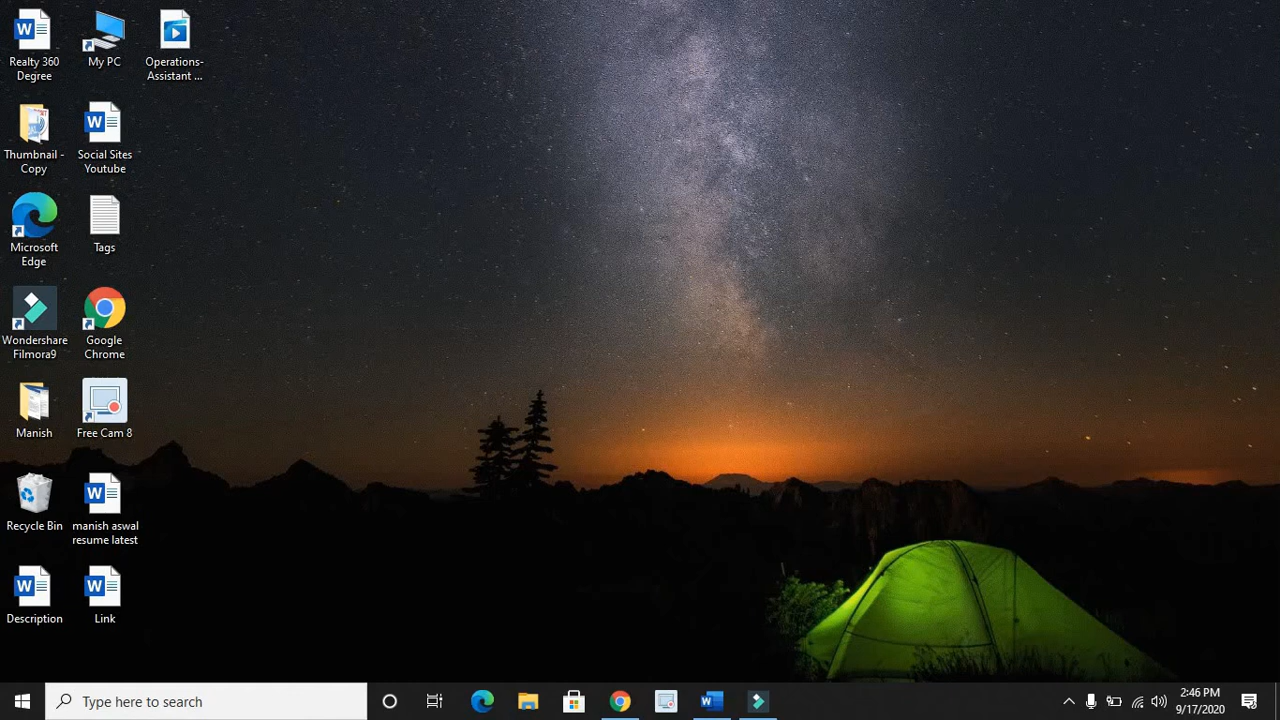 Realty 360
Degree
My PC
Operations-
Assistant ...
Thumbnail -
Copy
Social Sites
Youtube
Microsoft
Edge
Tags
Wondershare
Filmora9
Google
Chrome
Manish
Free Cam 8
Recycle Bin
manish aswal
resume latest
Description
Link
Type here to search
2:46 PM
9/17/2020